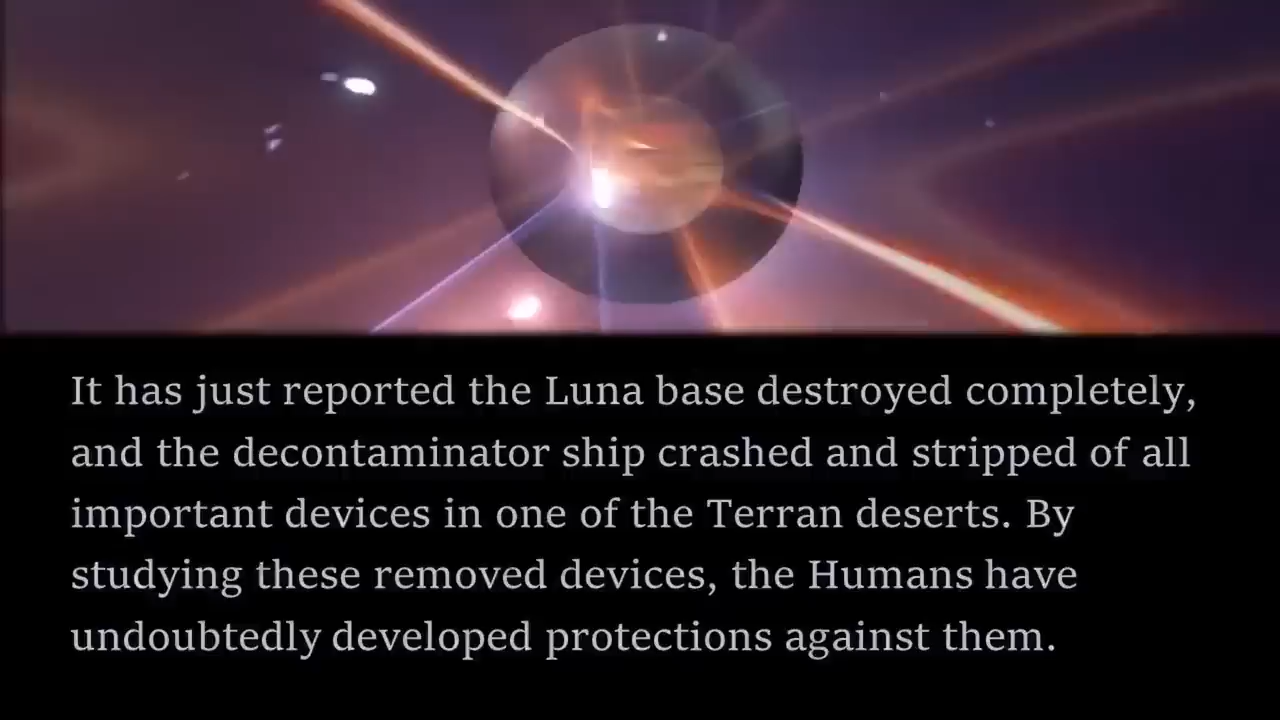 It has just reported the Luna base destroyed completely,
and the decontaminator ship crashed and stripped of all
important devices in one of the Terran deserts. By
studying these removed devices, the Humans have
undoubtedly developed protections against them.